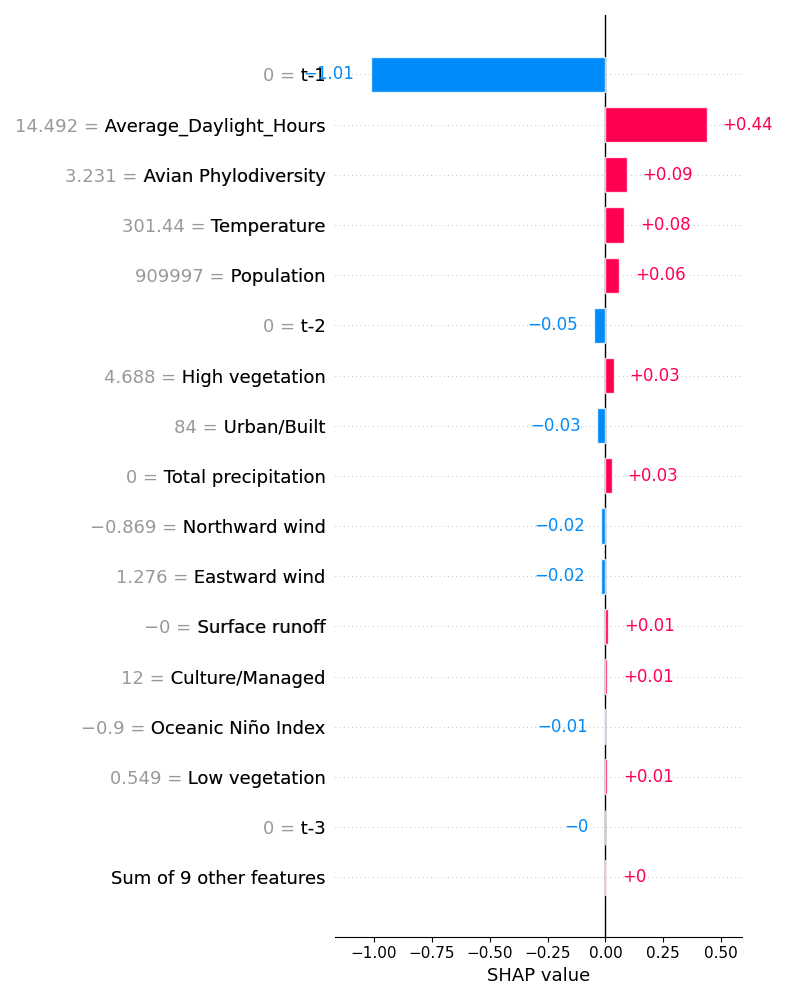 0 = t-1 −1.01
14.492 = Average_Daylight_Hours +0.44
3.231 = Avian Phylodiversity +0.09
301.44 = Temperature +0.08
909997 = Population +0.06
0 = t-2 −0.05
4.688 = High vegetation +0.03
84 = Urban/Built −0.03
0 = Total precipitation +0.03
−0.869 = Northward wind −0.02
1.276 = Eastward wind −0.02
−0 = Surface runoff +0.01
12 = Culture/Managed +0.01
−0.9 = Oceanic Niño Index −0.01
0.549 = Low vegetation +0.01
0 = t-3 −0
Sum of 9 other features +0
−1.00 −0.75 −0.50 −0.25 0.00 0.25 0.50
SHAP value